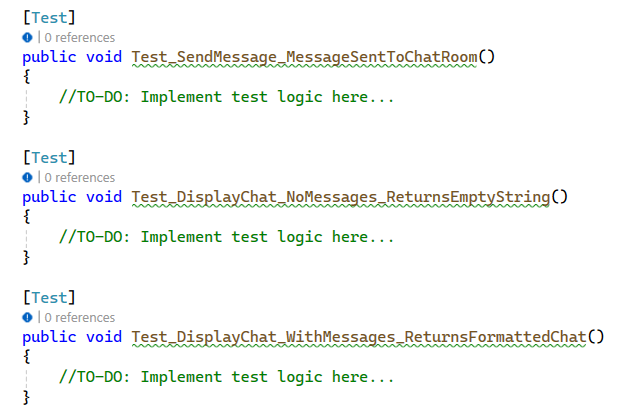 [Test]
| 0 references
public void Test_SendMessage_MessageSentToChatRoom()
{
//TO-DO: Implement test logic here...
}
[Test]
| 0 references
public void Test_DisplayChat_NoMessages_ReturnsEmptyString()
{
//TO-DO: Implement test logic here...
}
[Test]
| 0 references
public void Test_DisplayChat_WithMessages_ReturnsFormattedChat()
{
//TO-DO: Implement test logic here...
}